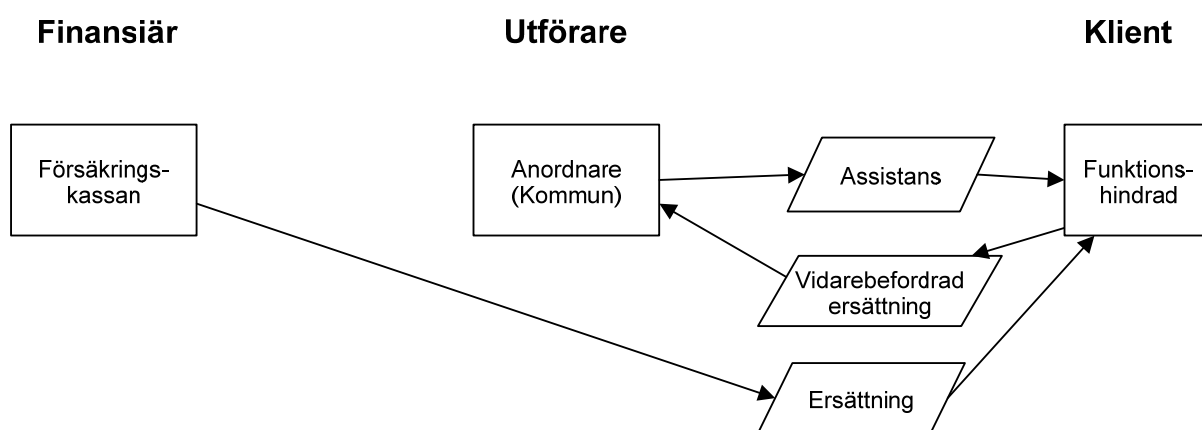 Finansiär
Utförare
Klient
Försäkrings-
kassan
Anordnare
(Kommun)
Assistans
Funktions-
hindrad
Vidarebefordrad
ersättning
Ersättning